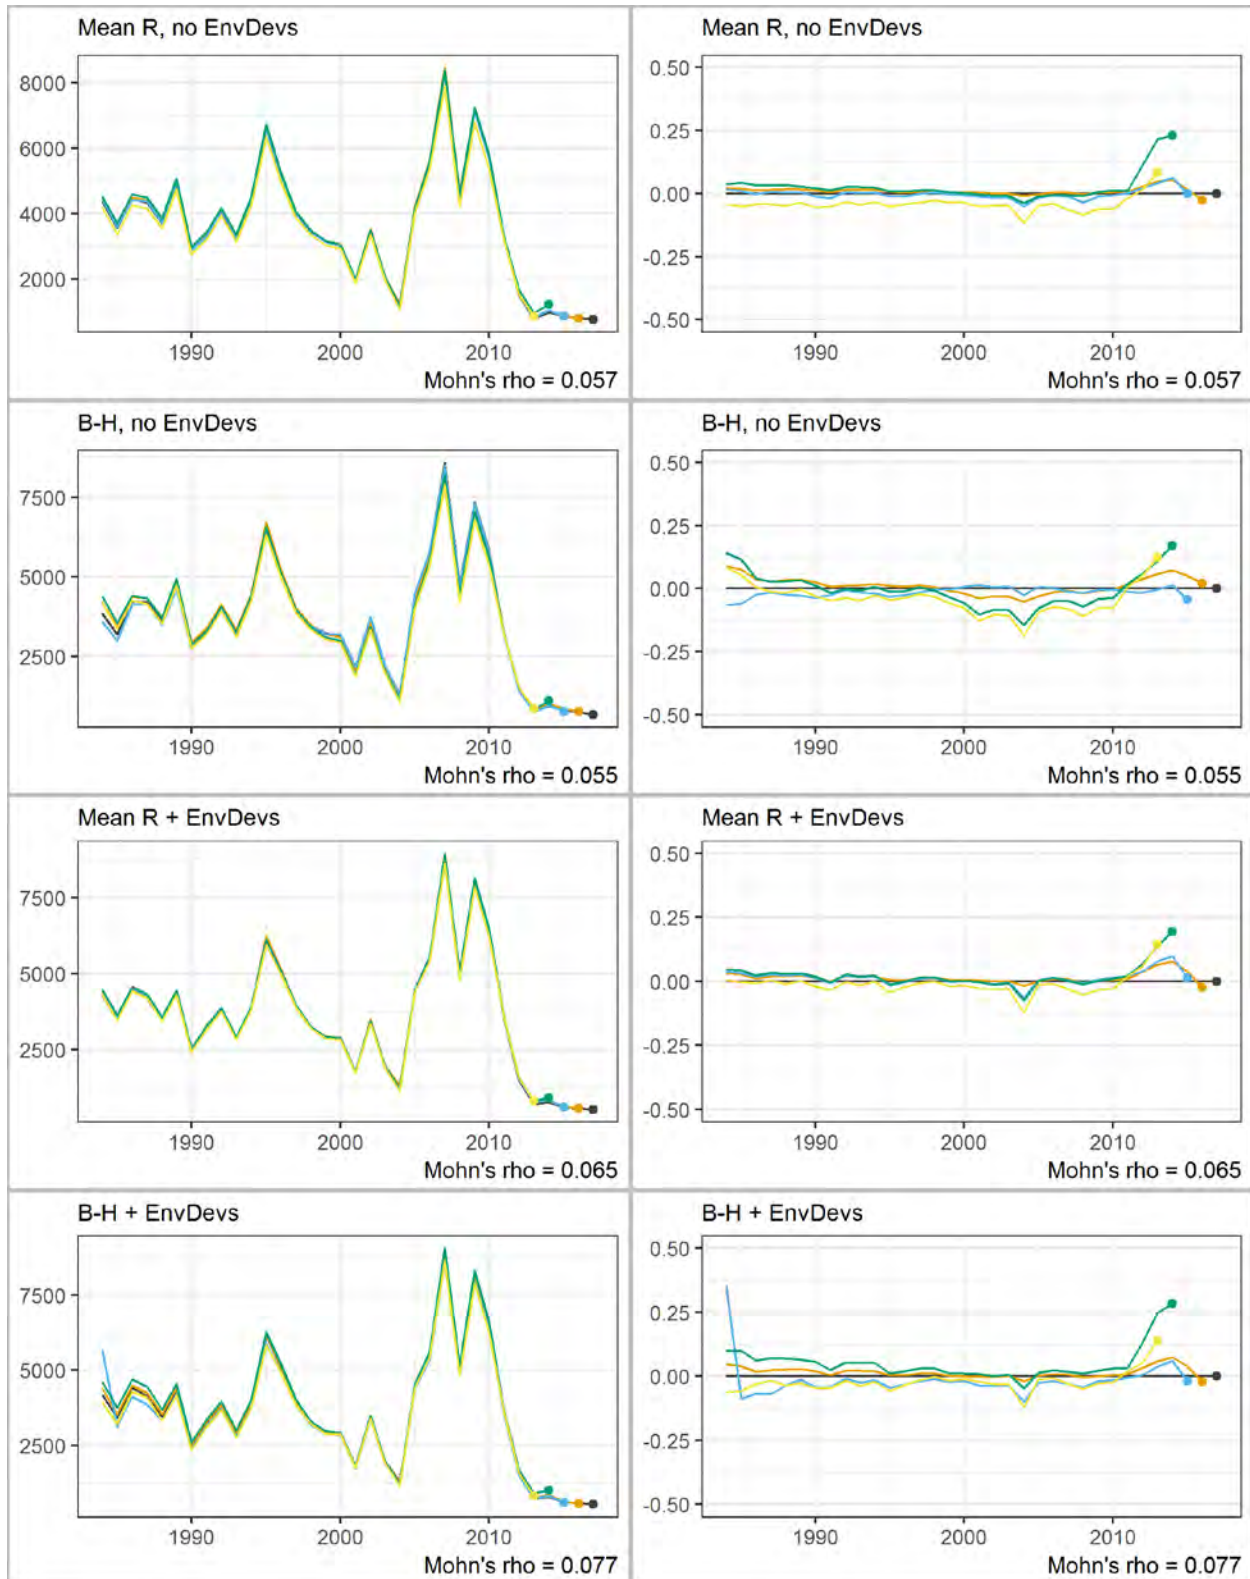 Mean R, no EnvDevs
8000
6000
4000
2000
1990 2000 2010
Mohn's rho = 0.057
Mean R, no EnvDevs
0.50
0.25
0.00
-0.25
-0.50
1990 2000 2010
Mohn's rho = 0.057
B-H, no EnvDevs
7500
5000
2500
1990 2000 2010
Mohn's rho = 0.055
B-H, no EnvDevs
0.50
0.25
0.00
-0.25
-0.50
1990 2000 2010
Mohn's rho = 0.055
Mean R + EnvDevs
7500
5000
2500
1990 2000 2010
Mohn's rho = 0.065
Mean R + EnvDevs
0.50
0.25
0.00
-0.25
-0.50
1990 2000 2010
Mohn's rho = 0.065
B-H + EnvDevs
7500
5000
2500
1990 2000 2010
Mohn's rho = 0.077
B-H + EnvDevs
0.50
0.25
0.00
-0.25
-0.50
1990 2000 2010
Mohn's rho = 0.077